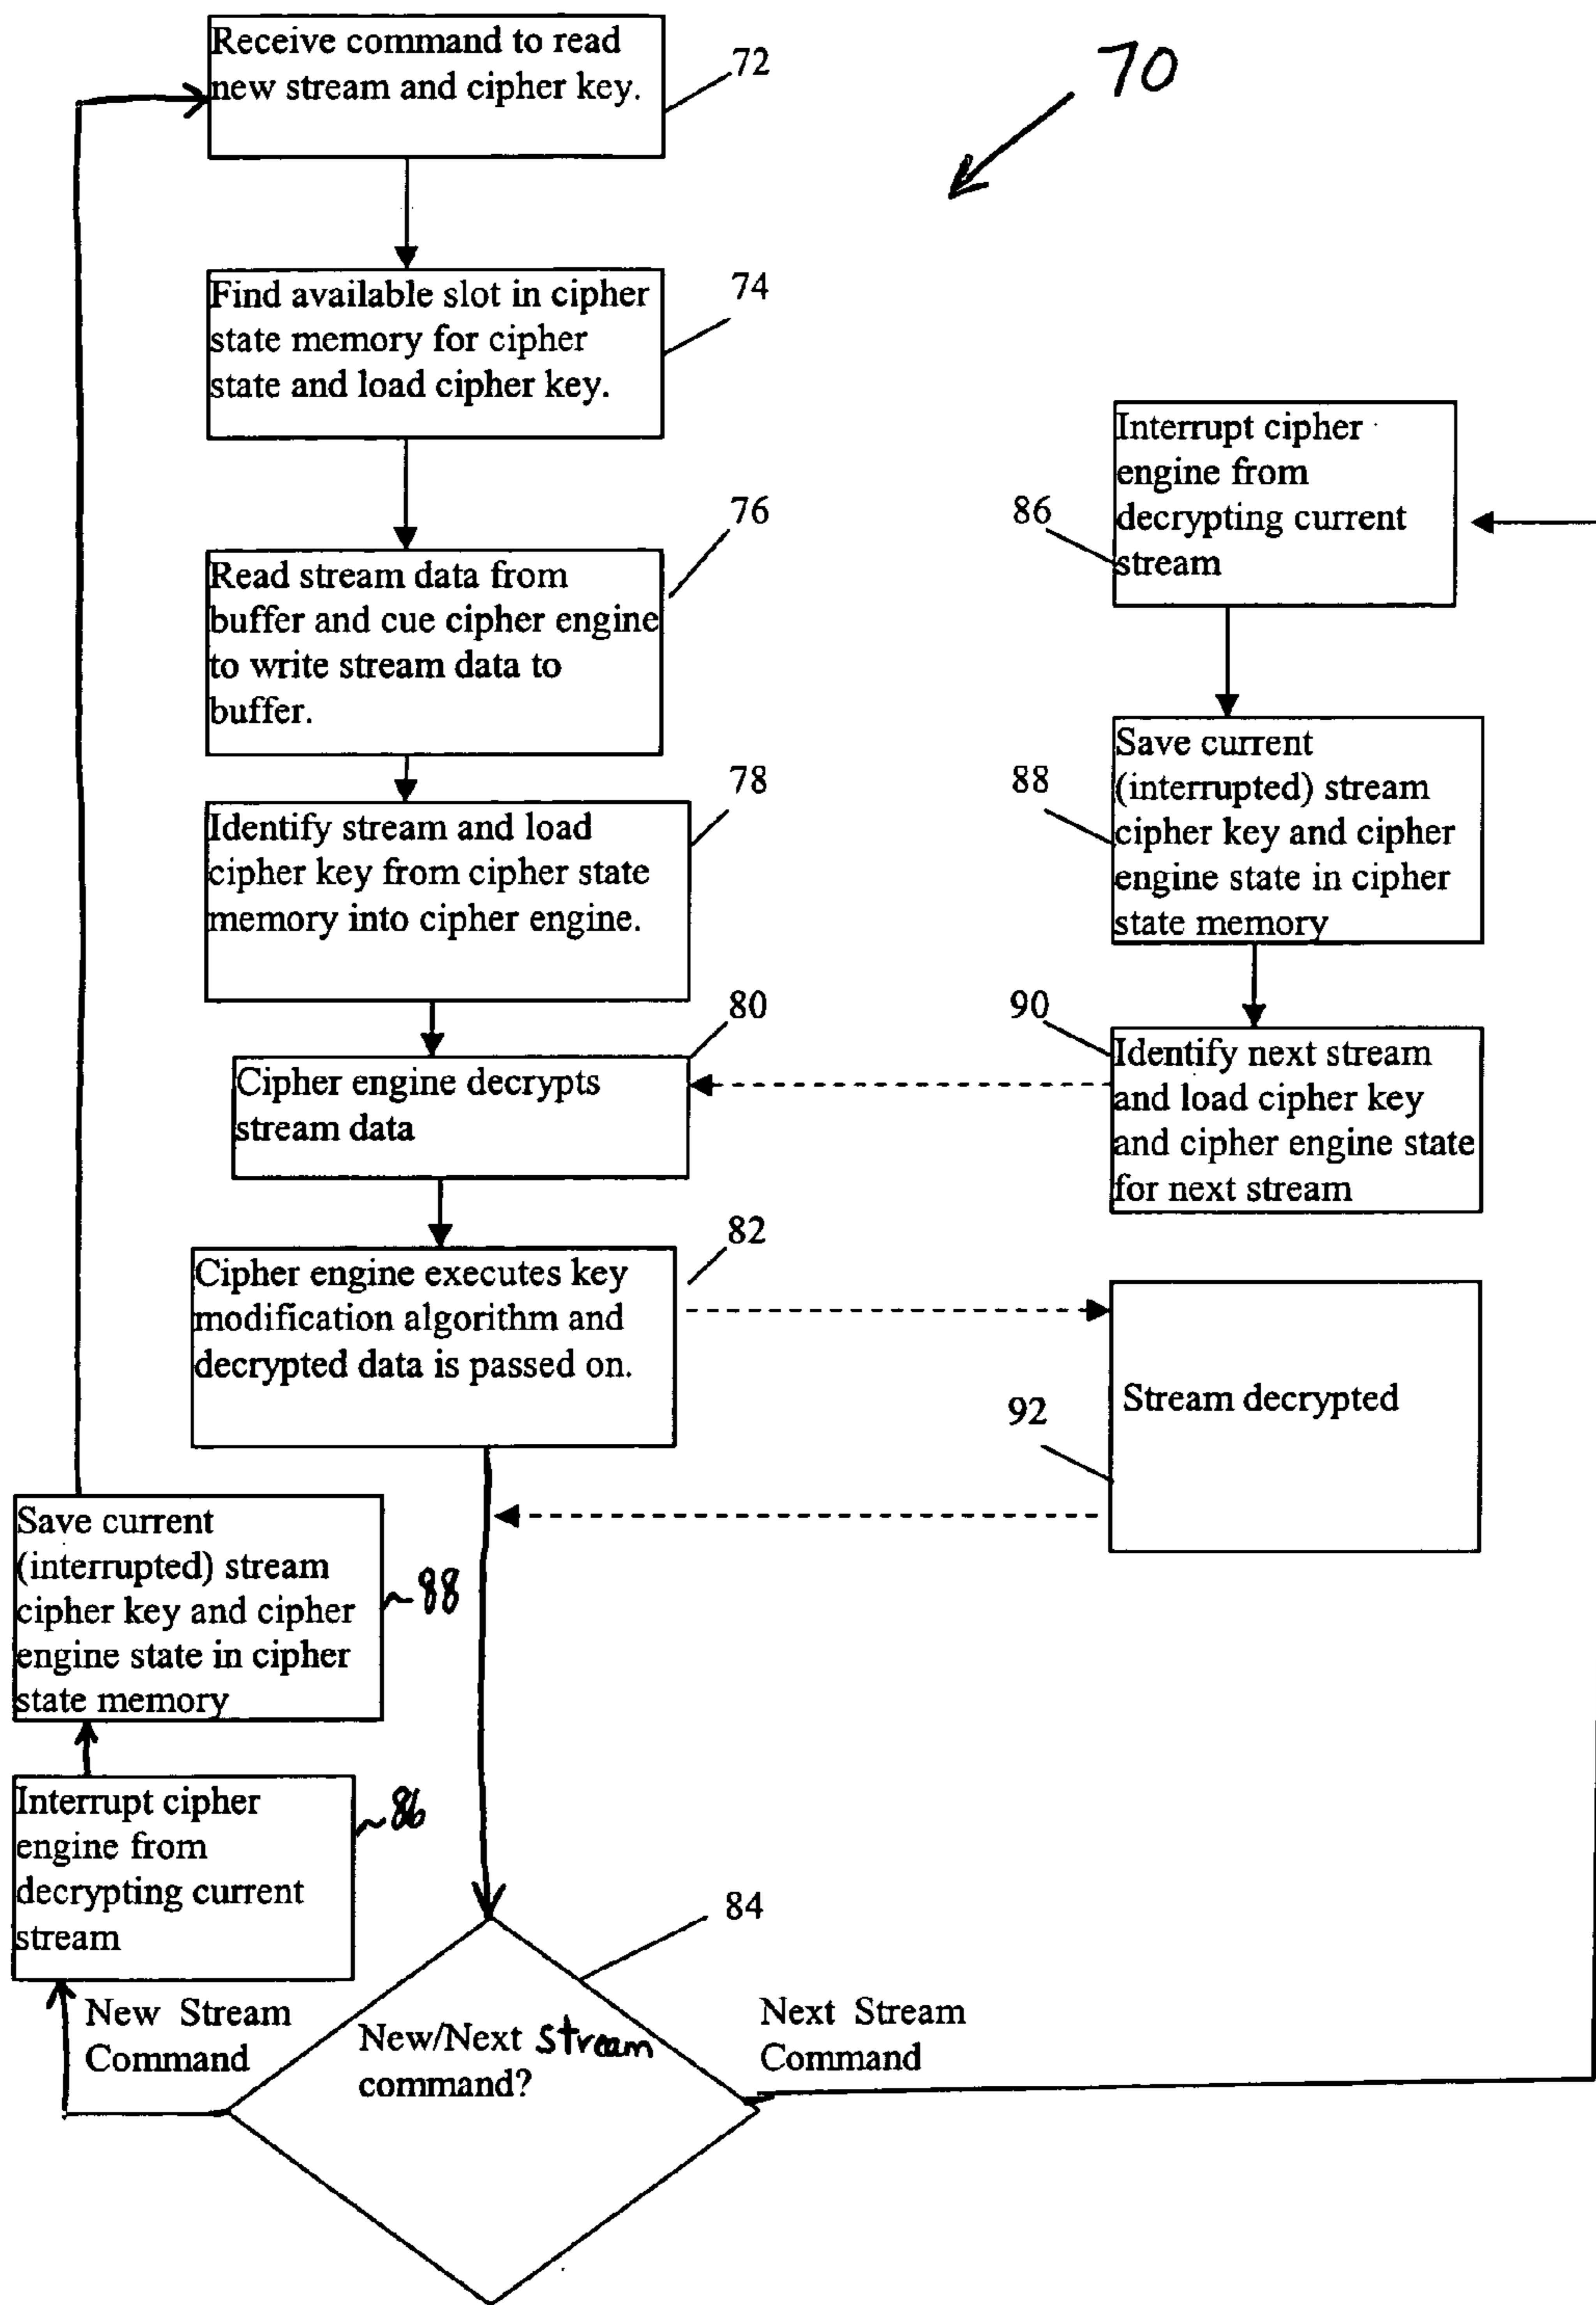 Receive command to read
new stream and cipher key.
72
70
Find available slot in cipher
state memory for cipher
state and load cipher key.
74
Read stream data from
buffer and cue cipher engine
to write stream data to
buffer.
76
Identify stream and load
cipher key from cipher state
memory into cipher engine.
78
Cipher engine decrypts
stream data
80
Cipher engine executes key
modification algorithm and
decrypted data is passed on.
82
Interrupt cipher
engine from
decrypting current
stream
86
Save current
(interrupted) stream
cipher key and cipher
engine state in cipher
state memory
88
Identify next stream
and load cipher key
and cipher engine state
for next stream
90
Stream decrypted
92
Save current
(interrupted) stream
cipher key and cipher
engine state in cipher
state memory
~88
Interrupt cipher
engine from
decrypting current
stream
~86
84
New Stream
Command
New/Next stream
command?
Next Stream
Command